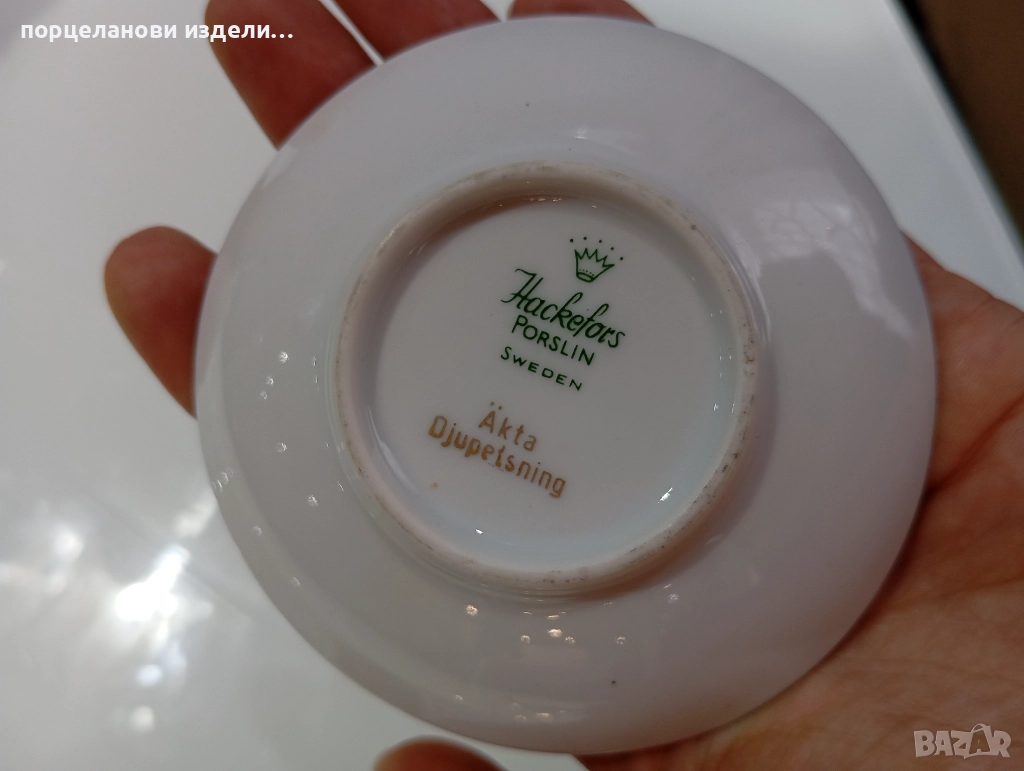 порцеланови издели...
Hackefors
PORSLIN
SWEDEN
Äkta
Djupetsning
BAZAR